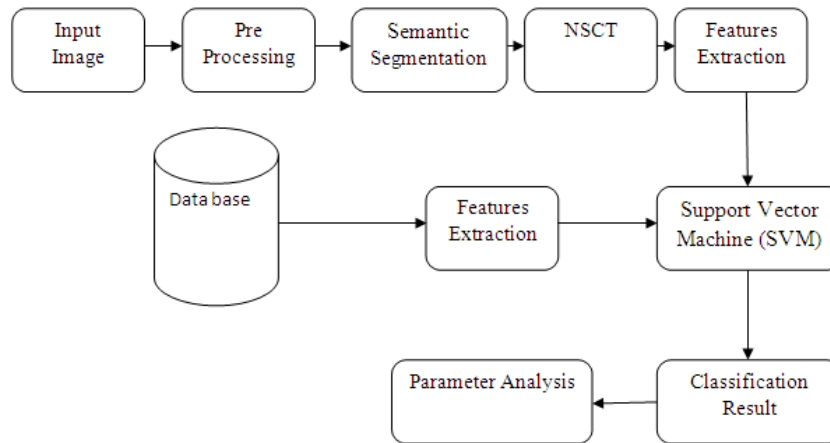 Input
Image
Pre
Processing
Semantic
Segmentation
NSCT
Features
Extraction
Data base
Features
Extraction
Support Vector
Machine (SVM)
Parameter Analysis
Classification
Result